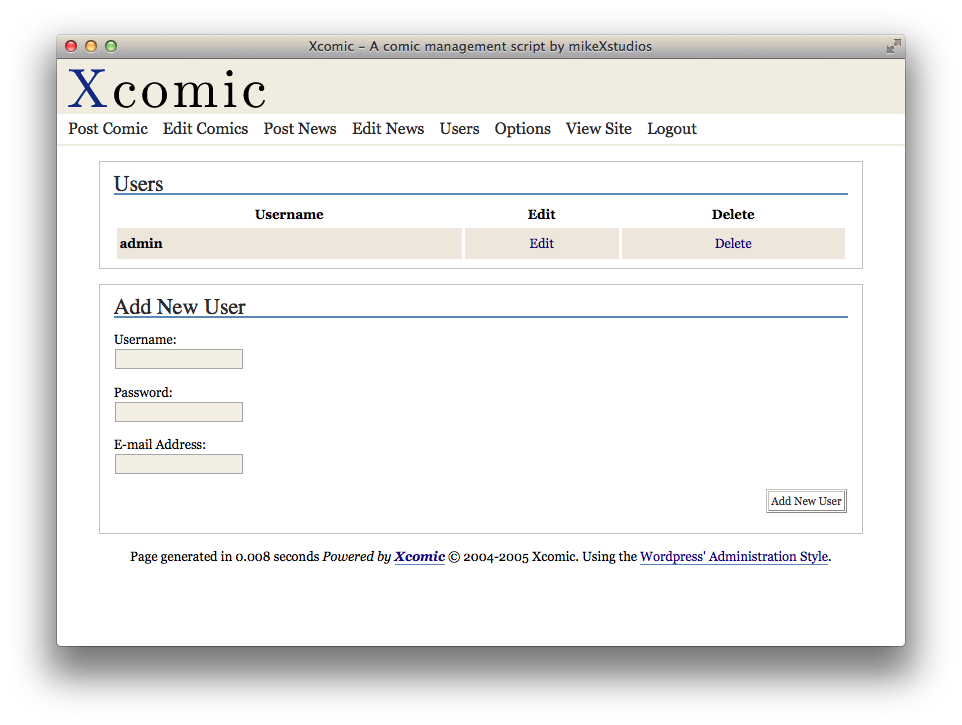 Xcomic – A comic management script by mikeXstudios
Xcomic
Post Comic Edit Comics Post News Edit News Users Options View Site Logout
Users
Username Edit Delete
admin Edit Delete
Add New User
Username:
Password:
E-mail Address:
Add New User
Page generated in 0.008 seconds Powered by Xcomic © 2004-2005 Xcomic. Using the Wordpress' Administration Style.